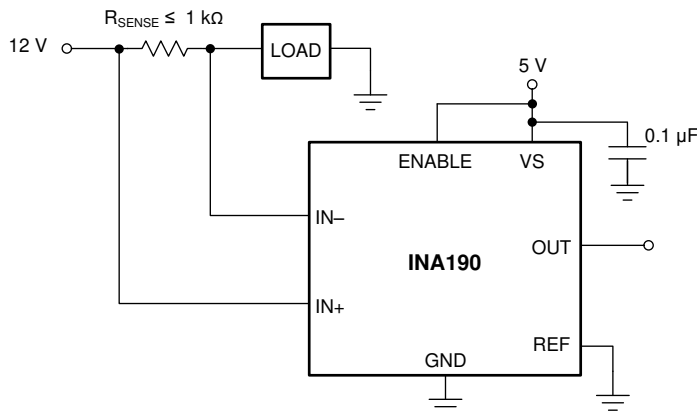 R_SENSE ≤ 1 kΩ
12 V
LOAD
5 V
0.1 µF
ENABLE
VS
IN–
OUT
INA190
IN+
REF
GND